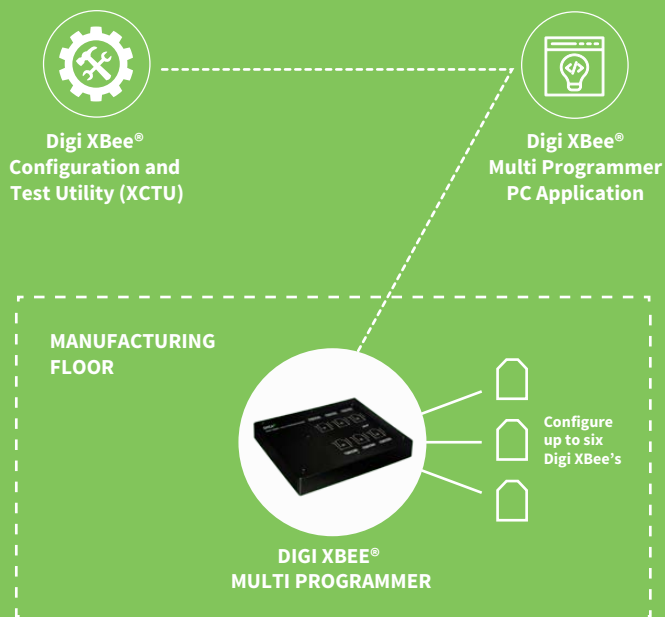 Digi XBee®
Configuration and
Test Utility (XCTU)
Digi XBee®
Multi Programmer
PC Application
MANUFACTURING
FLOOR
Configure
up to six
Digi XBee’s
DIGI XBEE®
MULTI PROGRAMMER